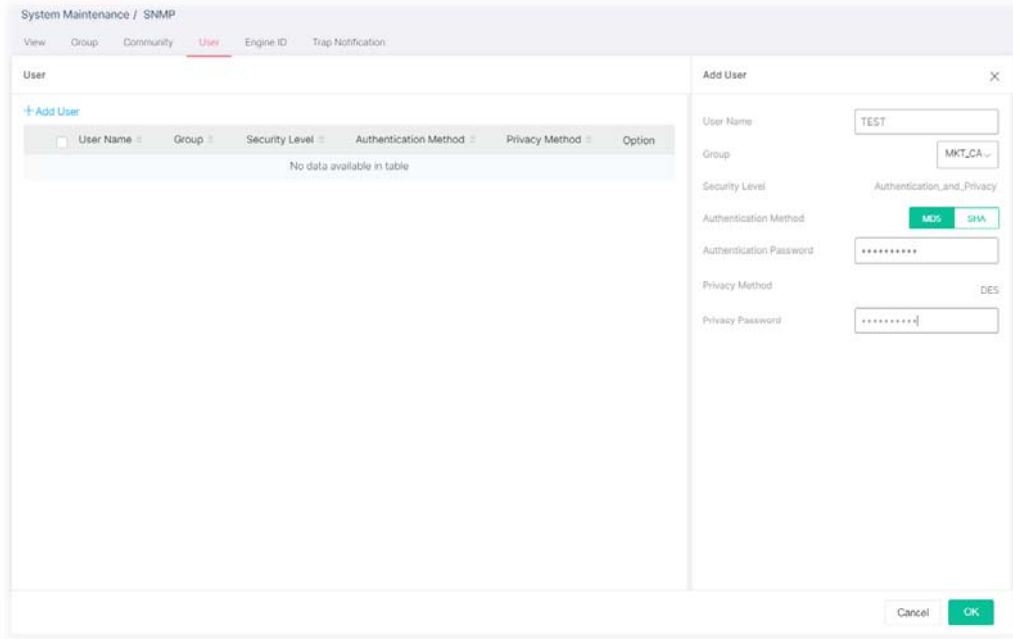 System Maintenance / SNMP
View Group Community User Engine ID Trap Notification
User
+ Add User
User Name Group Security Level Authentication Method Privacy Method Option
No data available in table
Add User
User Name TEST
Group MKT_CA
Security Level Authentication_and_Privacy
Authentication Method MD5 SHA
Authentication Password ••••••••••
Privacy Method DES
Privacy Password ••••••••••
Cancel OK